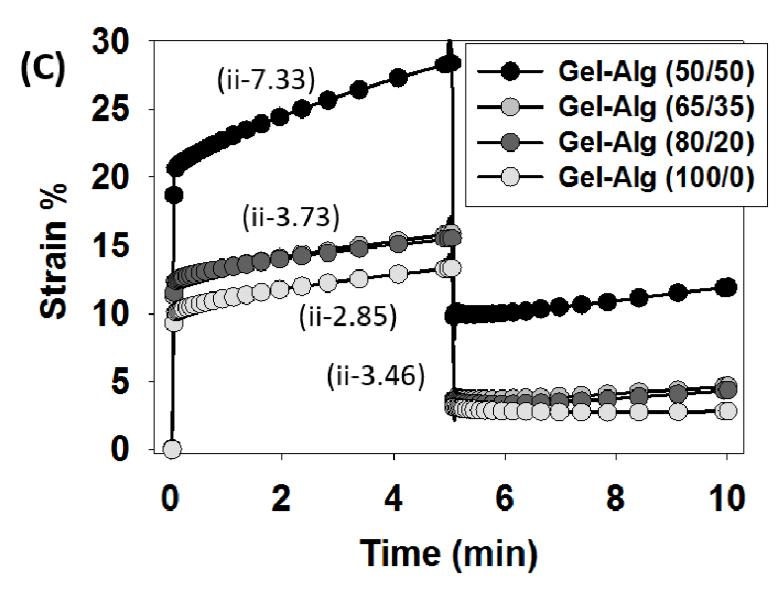 (C)
30
25
20
15
10
5
0
Strain %
(ii-7.33)
(ii-3.73)
(ii-2.85)
(ii-3.46)
Gel-Alg (50/50)
Gel-Alg (65/35)
Gel-Alg (80/20)
Gel-Alg (100/0)
0 2 4 6 8 10
Time (min)